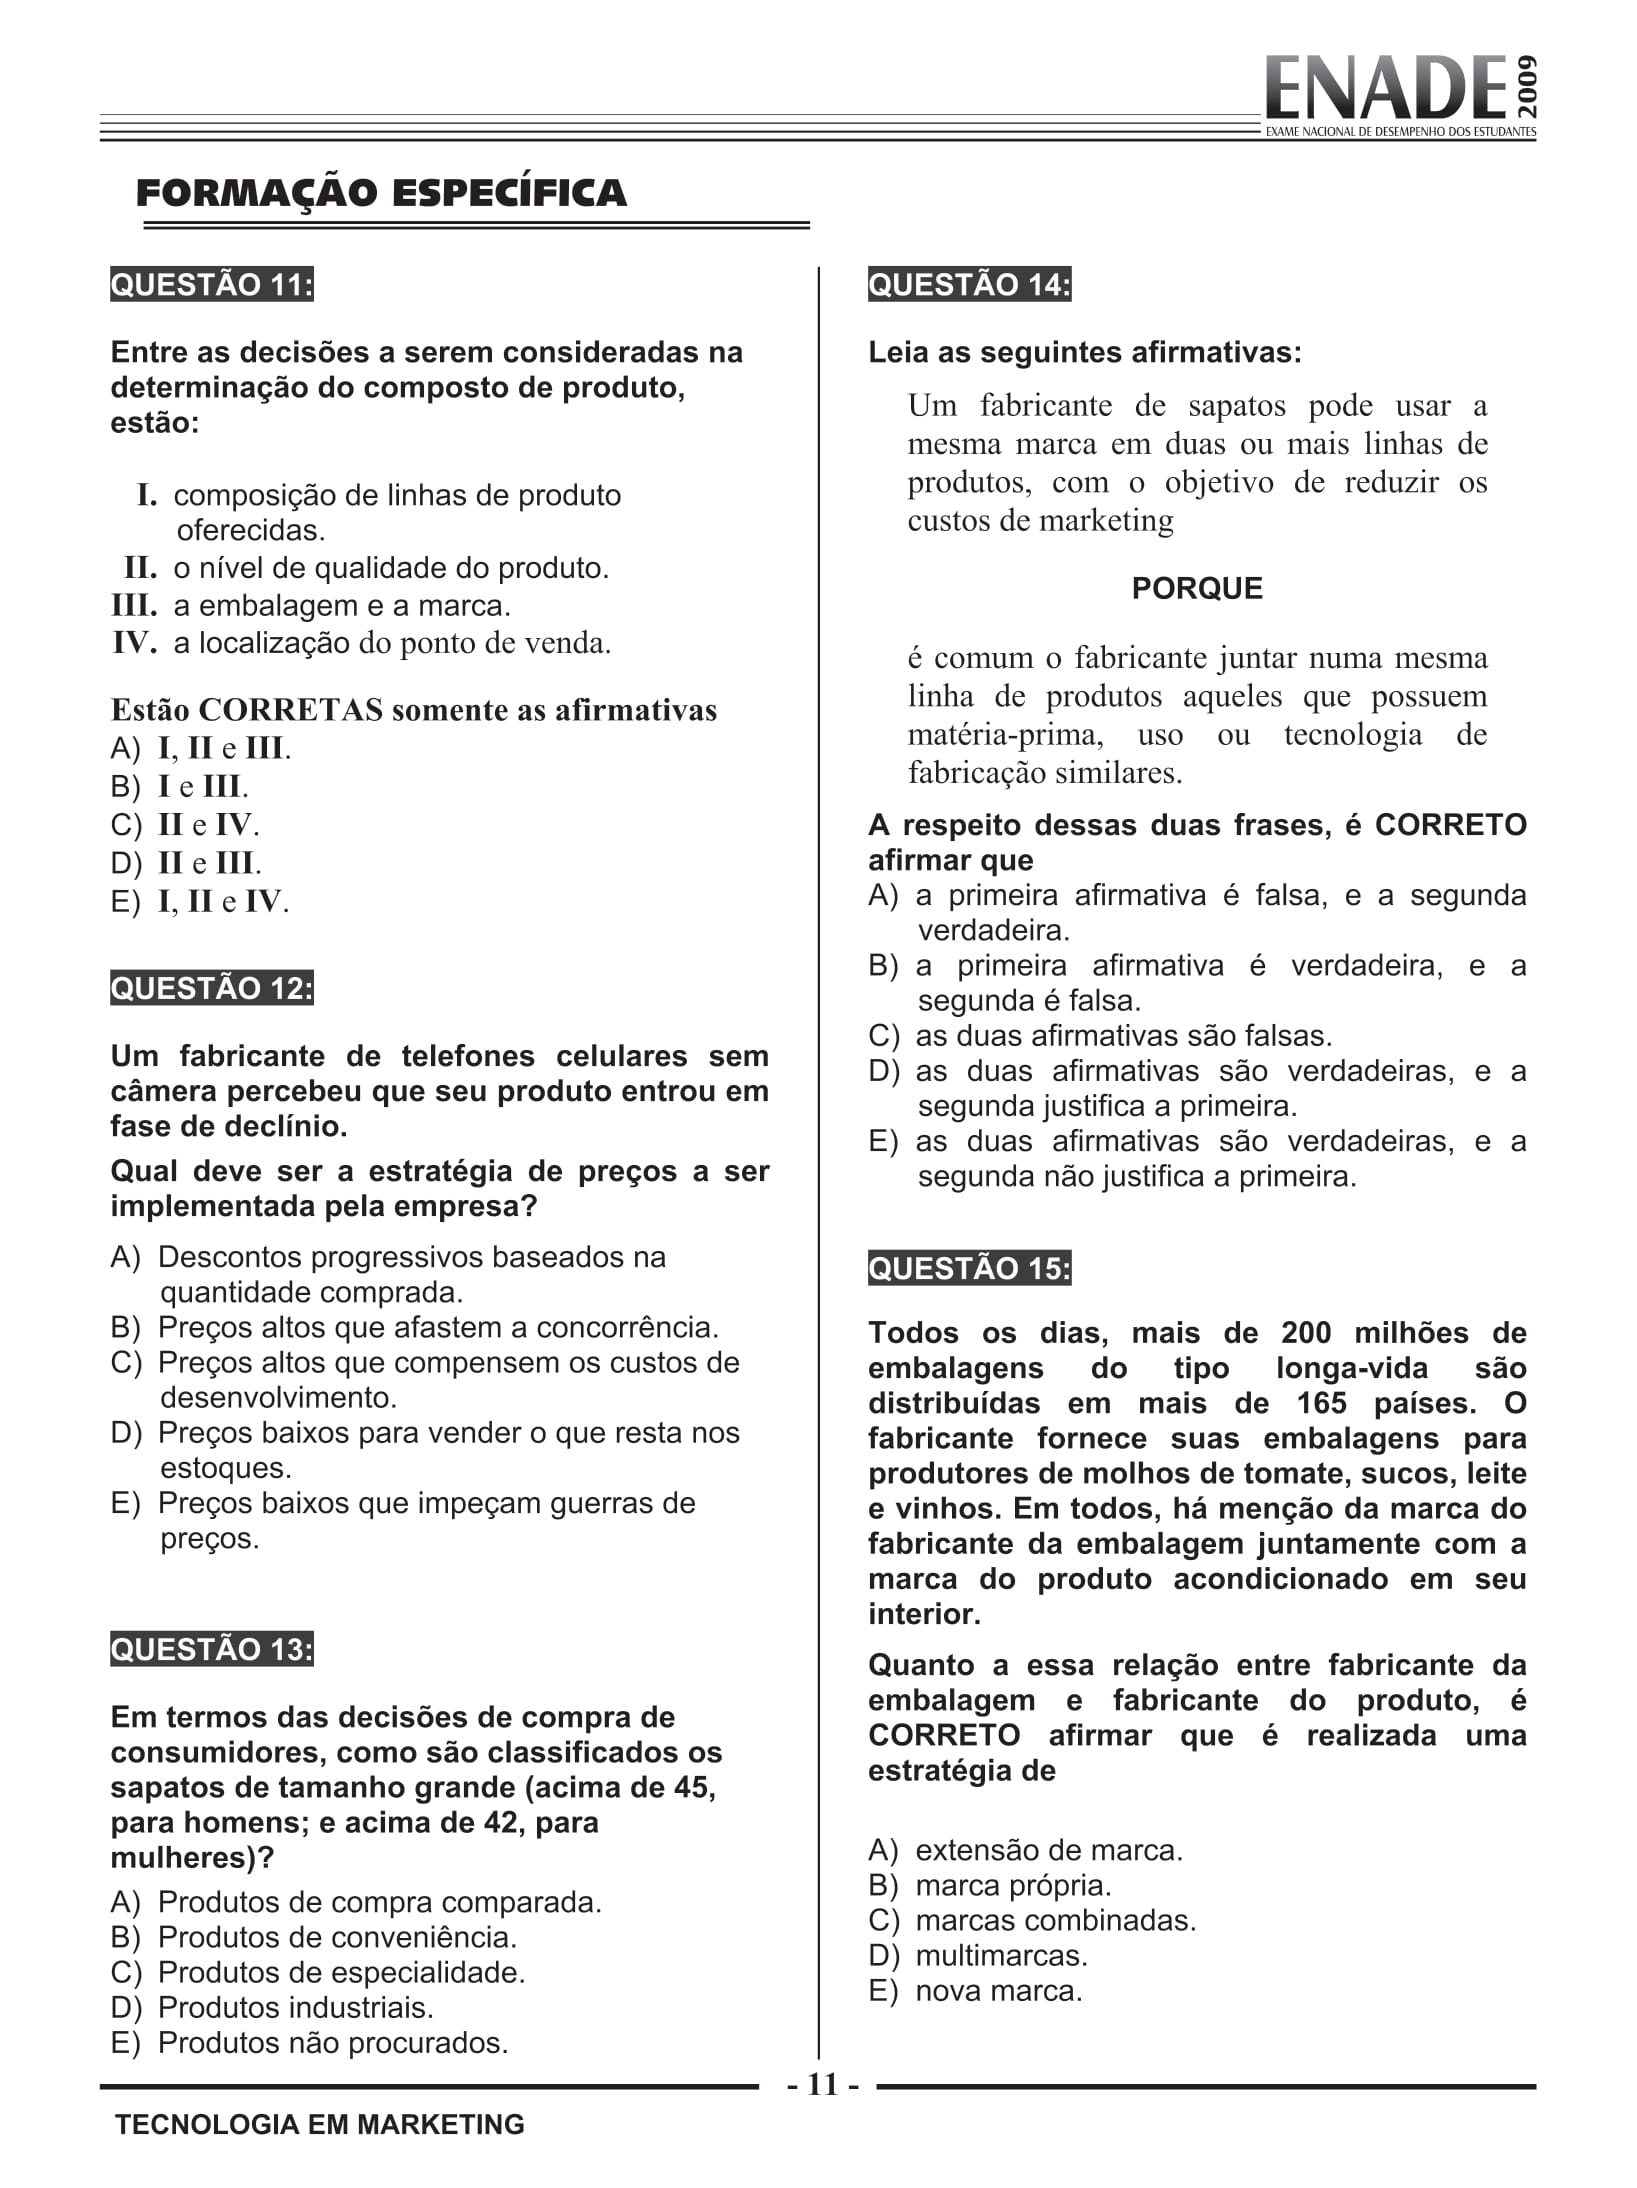 ENADE 2009
EXAME NACIONAL DE DESEMPENHO DOS ESTUDANTES
FORMAÇÃO ESPECÍFICA
QUESTÃO 11:
Entre as decisões a serem consideradas na
determinação do composto de produto,
estão:
I. composição de linhas de produto
oferecidas.
II. o nível de qualidade do produto.
III. a embalagem e a marca.
IV. a localização do ponto de venda.
Estão CORRETAS somente as afirmativas
A) I, II e III.
B) I e III.
C) II e IV.
D) II e III.
E) I, II e IV.
QUESTÃO 12:
Um fabricante de telefones celulares sem
câmera percebeu que seu produto entrou em
fase de declínio.
Qual deve ser a estratégia de preços a ser
implementada pela empresa?
A) Descontos progressivos baseados na
quantidade comprada.
B) Preços altos que afastem a concorrência.
C) Preços altos que compensem os custos de
desenvolvimento.
D) Preços baixos para vender o que resta nos
estoques.
E) Preços baixos que impeçam guerras de
preços.
QUESTÃO 13:
Em termos das decisões de compra de
consumidores, como são classificados os
sapatos de tamanho grande (acima de 45,
para homens; e acima de 42, para
mulheres)?
A) Produtos de compra comparada.
B) Produtos de conveniência.
C) Produtos de especialidade.
D) Produtos industriais.
E) Produtos não procurados.
QUESTÃO 14:
Leia as seguintes afirmativas:
Um fabricante de sapatos pode usar a
mesma marca em duas ou mais linhas de
produtos, com o objetivo de reduzir os
custos de marketing
PORQUE
é comum o fabricante juntar numa mesma
linha de produtos aqueles que possuem
matéria-prima, uso ou tecnologia de
fabricação similares.
A respeito dessas duas frases, é CORRETO
afirmar que
A) a primeira afirmativa é falsa, e a segunda
verdadeira.
B) a primeira afirmativa é verdadeira, e a
segunda é falsa.
C) as duas afirmativas são falsas.
D) as duas afirmativas são verdadeiras, e a
segunda justifica a primeira.
E) as duas afirmativas são verdadeiras, e a
segunda não justifica a primeira.
QUESTÃO 15:
Todos os dias, mais de 200 milhões de
embalagens do tipo longa-vida são
distribuídas em mais de 165 países. O
fabricante fornece suas embalagens para
produtores de molhos de tomate, sucos, leite
e vinhos. Em todos, há menção da marca do
fabricante da embalagem juntamente com a
marca do produto acondicionado em seu
interior.
Quanto a essa relação entre fabricante da
embalagem e fabricante do produto, é
CORRETO afirmar que é realizada uma
estratégia de
A) extensão de marca.
B) marca própria.
C) marcas combinadas.
D) multimarcas.
E) nova marca.
- 11 -
TECNOLOGIA EM MARKETING